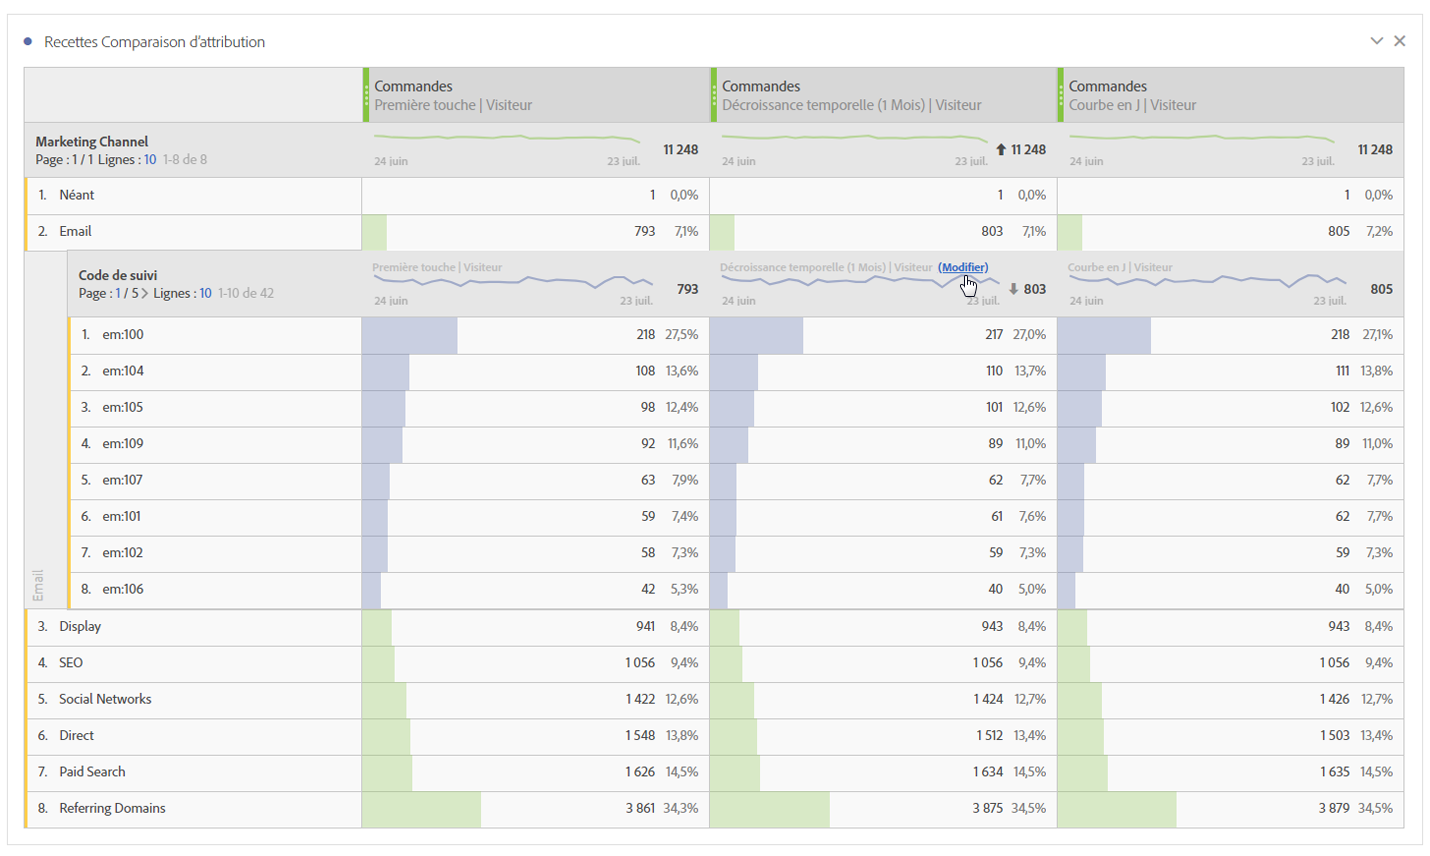 Recettes Comparaison d'attribution
Commandes
Première touche | Visiteur
Commandes
Décroissance temporelle (1 Mois) | Visiteur
Commandes
Courbe en J | Visiteur
Marketing Channel
Page : 1 / 1 Lignes : 10 1-8 de 8
24 juin 23 juil. 11 248
24 juin 23 juil. 11 248
24 juin 23 juil. 11 248
1. Néant 1 0,0% 1 0,0% 1 0,0%
2. Email 793 7,1% 803 7,1% 805 7,2%
Code de suivi
Page : 1 / 5 Lignes : 10 1-10 de 42
Première touche | Visiteur
24 juin 23 juil. 793
Décroissance temporelle (1 Mois) | Visiteur (Modifier)
24 juin 23 juil. 803
Courbe en J | Visiteur
24 juin 23 juil. 805
Email
1. em:100 218 27,5% 217 27,0% 218 27,1%
2. em:104 108 13,6% 110 13,7% 111 13,8%
3. em:105 98 12,4% 101 12,6% 102 12,6%
4. em:109 92 11,6% 89 11,0% 89 11,0%
5. em:107 63 7,9% 62 7,7% 62 7,7%
6. em:101 59 7,4% 61 7,6% 62 7,7%
7. em:102 58 7,3% 59 7,3% 59 7,3%
8. em:106 42 5,3% 40 5,0% 40 5,0%
3. Display 941 8,4% 943 8,4% 943 8,4%
4. SEO 1 056 9,4% 1 056 9,4% 1 056 9,4%
5. Social Networks 1 422 12,6% 1 424 12,7% 1 426 12,7%
6. Direct 1 548 13,8% 1 512 13,4% 1 503 13,4%
7. Paid Search 1 626 14,5% 1 634 14,5% 1 635 14,5%
8. Referring Domains 3 861 34,3% 3 875 34,5% 3 879 34,5%